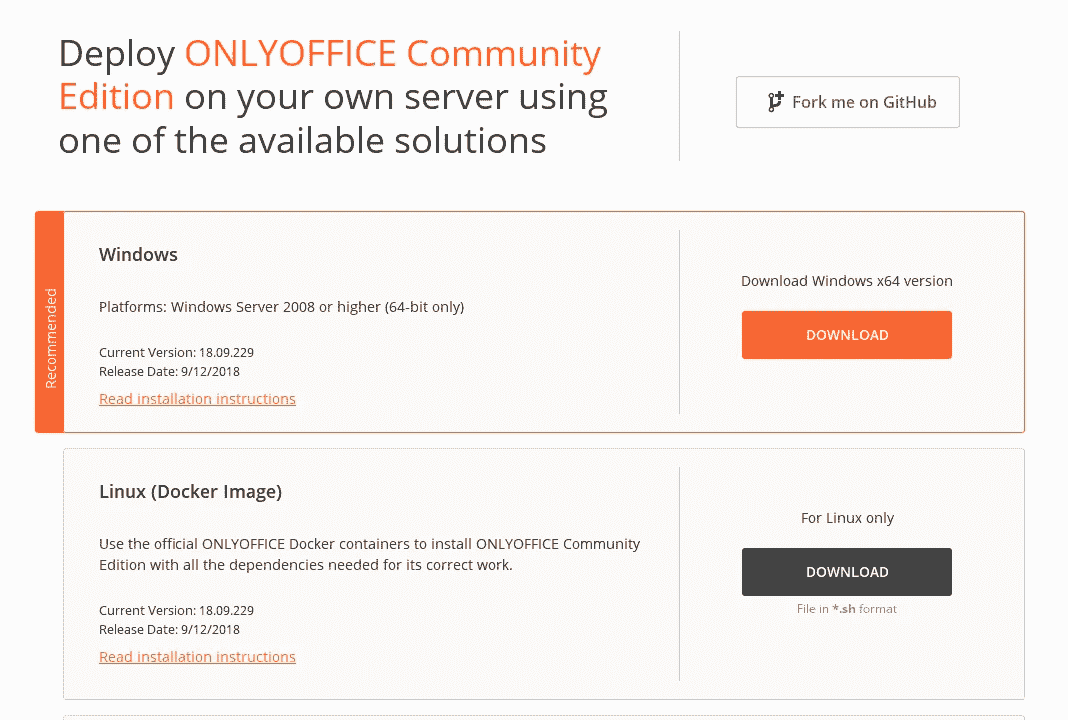 Deploy ONLYOFFICE Community
Edition on your own server using
one of the available solutions
Fork me on GitHub
Recommended
Windows
Platforms: Windows Server 2008 or higher (64-bit only)
Current Version: 18.09.229
Release Date: 9/12/2018
Read installation instructions
Download Windows x64 version
DOWNLOAD
Linux (Docker Image)
Use the official ONLYOFFICE Docker containers to install ONLYOFFICE Community
Edition with all the dependencies needed for its correct work.
Current Version: 18.09.229
Release Date: 9/12/2018
Read installation instructions
For Linux only
DOWNLOAD
File in *.sh format